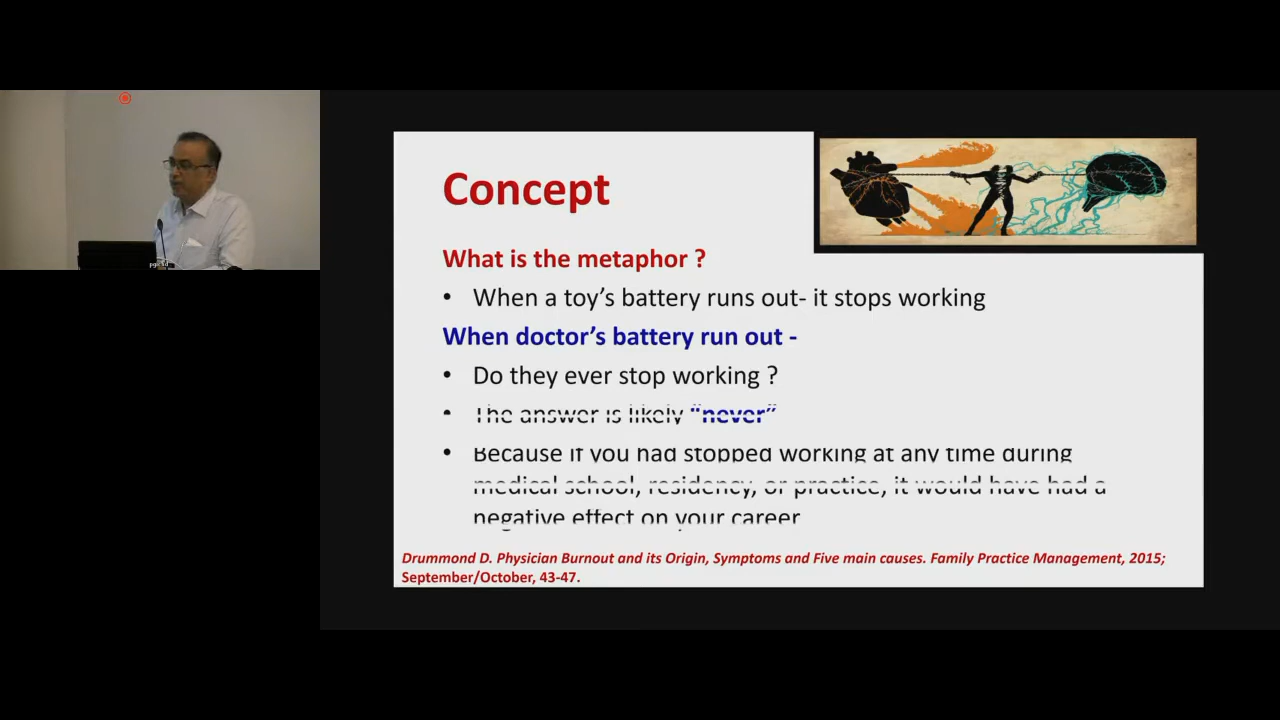 Concept
What is the metaphor ?
• When a toy's battery runs out- it stops working
When doctor's battery run out -
• Do they ever stop working ?
• The answer is likely "never"
• Because if you had stopped working at any time during
medical school, residency, or practice, it would have had a
negative effect on your career
Drummond D. Physician Burnout and its Origin, Symptoms and Five main causes. Family Practice Management, 2015;
September/October, 43-47.